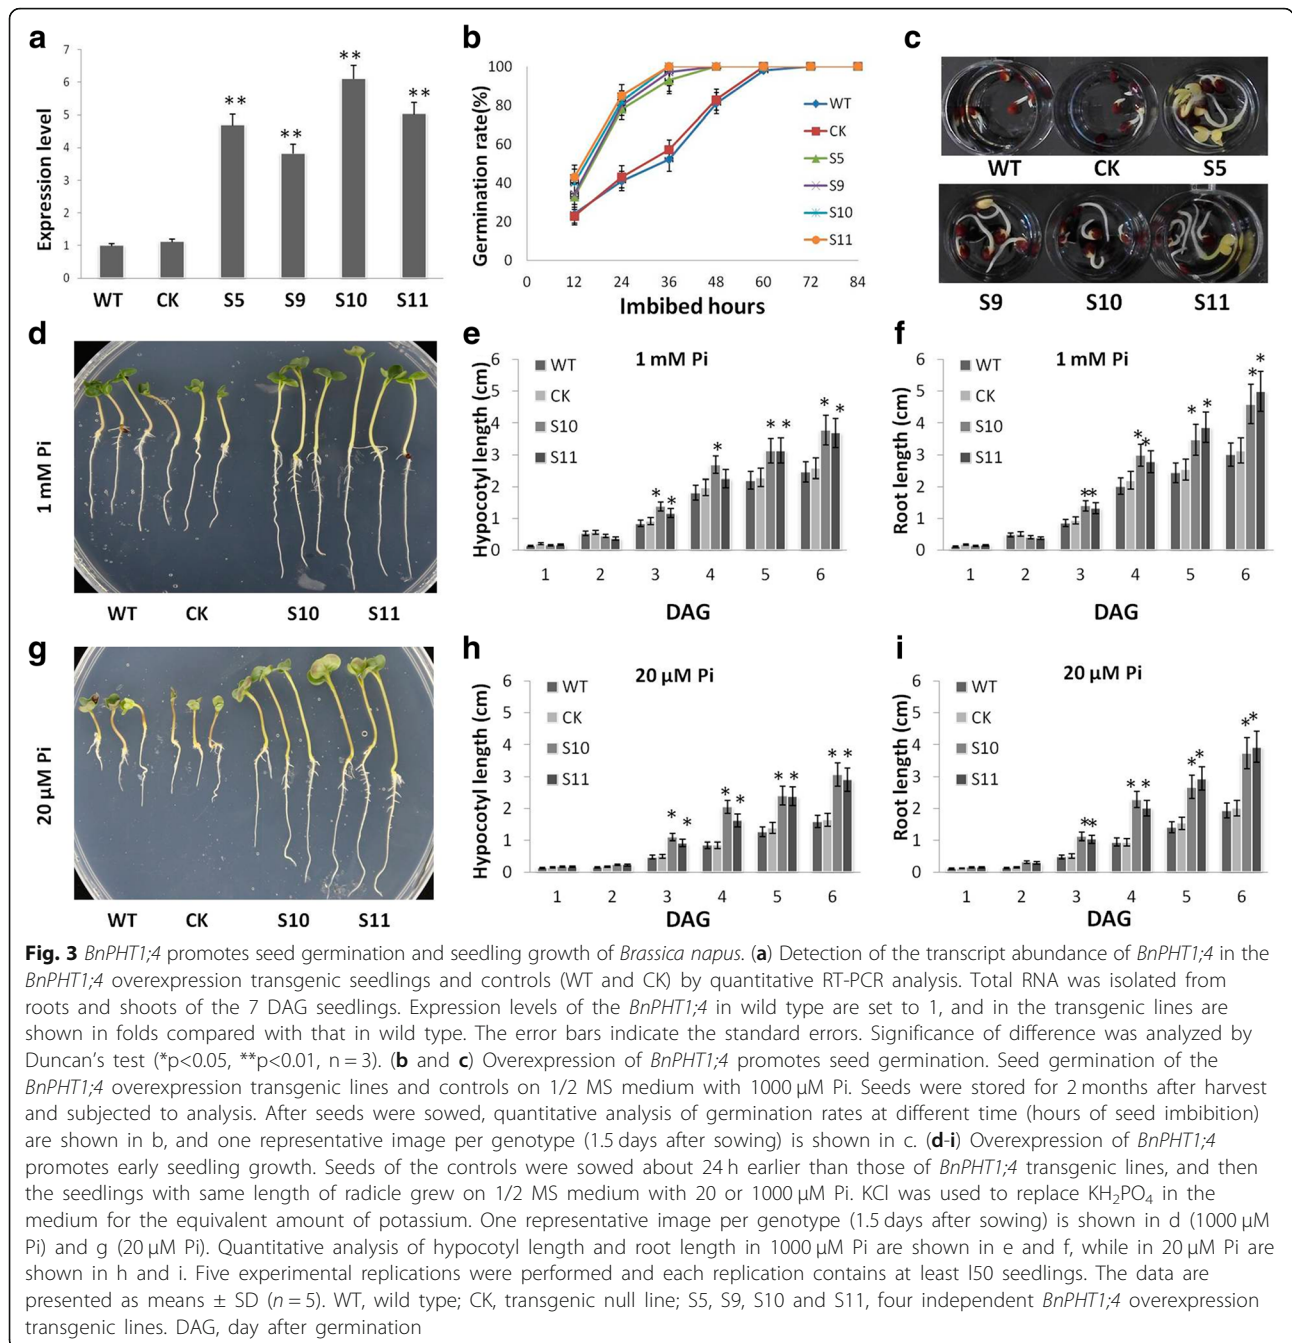 a
7
6
5
4
3
2
1
0
Expression level
**
**
**
**
WT CK S5 S9 S10 S11
b
100
80
60
40
20
0
Germination rate(%)
WT
CK
S5
S9
S10
S11
0 12 24 36 48 60 72 84
Imbibed hours
c
WT CK S5
S9 S10 S11
d
1 mM Pi
WT CK S10 S11
e
1 mM Pi
6
5
4
3
2
1
0
Hypocotyl length (cm)
WT
CK
S10
S11
* *
*
* *
* *
1 2 3 4 5 6
DAG
f
1 mM Pi
6
5
4
3
2
1
0
Root length (cm)
WT
CK
S10
S11
**
* *
* *
* *
1 2 3 4 5 6
DAG
g
20 µM Pi
WT CK S10 S11
h
20 µM Pi
6
5
4
3
2
1
0
Hypocotyl length (cm)
WT
CK
S10
S11
* *
* *
* *
* *
1 2 3 4 5 6
DAG
i
20 µM Pi
6
5
4
3
2
1
0
Root length (cm)
WT
CK
S10
S11
**
* *
* *
* *
1 2 3 4 5 6
DAG
Fig. 3 BnPHT1;4 promotes seed germination and seedling growth of Brassica napus. (a) Detection of the transcript abundance of BnPHT1;4 in the
BnPHT1;4 overexpression transgenic seedlings and controls (WT and CK) by quantitative RT-PCR analysis. Total RNA was isolated from
roots and shoots of the 7 DAG seedlings. Expression levels of the BnPHT1;4 in wild type are set to 1, and in the transgenic lines are
shown in folds compared with that in wild type. The error bars indicate the standard errors. Significance of difference was analyzed by
Duncan's test (*p<0.05, **p<0.01, n = 3). (b and c) Overexpression of BnPHT1;4 promotes seed germination. Seed germination of the
BnPHT1;4 overexpression transgenic lines and controls on 1/2 MS medium with 1000 µM Pi. Seeds were stored for 2 months after harvest
and subjected to analysis. After seeds were sowed, quantitative analysis of germination rates at different time (hours of seed imbibition)
are shown in b, and one representative image per genotype (1.5 days after sowing) is shown in c. (d-i) Overexpression of BnPHT1;4
promotes early seedling growth. Seeds of the controls were sowed about 24 h earlier than those of BnPHT1;4 transgenic lines, and then
the seedlings with same length of radicle grew on 1/2 MS medium with 20 or 1000 µM Pi. KCl was used to replace KH₂PO₄ in the
medium for the equivalent amount of potassium. One representative image per genotype (1.5 days after sowing) is shown in d (1000 µM
Pi) and g (20 µM Pi). Quantitative analysis of hypocotyl length and root length in 1000 µM Pi are shown in e and f, while in 20 µM Pi are
shown in h and i. Five experimental replications were performed and each replication contains at least l50 seedlings. The data are
presented as means ± SD (n = 5). WT, wild type; CK, transgenic null line; S5, S9, S10 and S11, four independent BnPHT1;4 overexpression
transgenic lines. DAG, day after germination